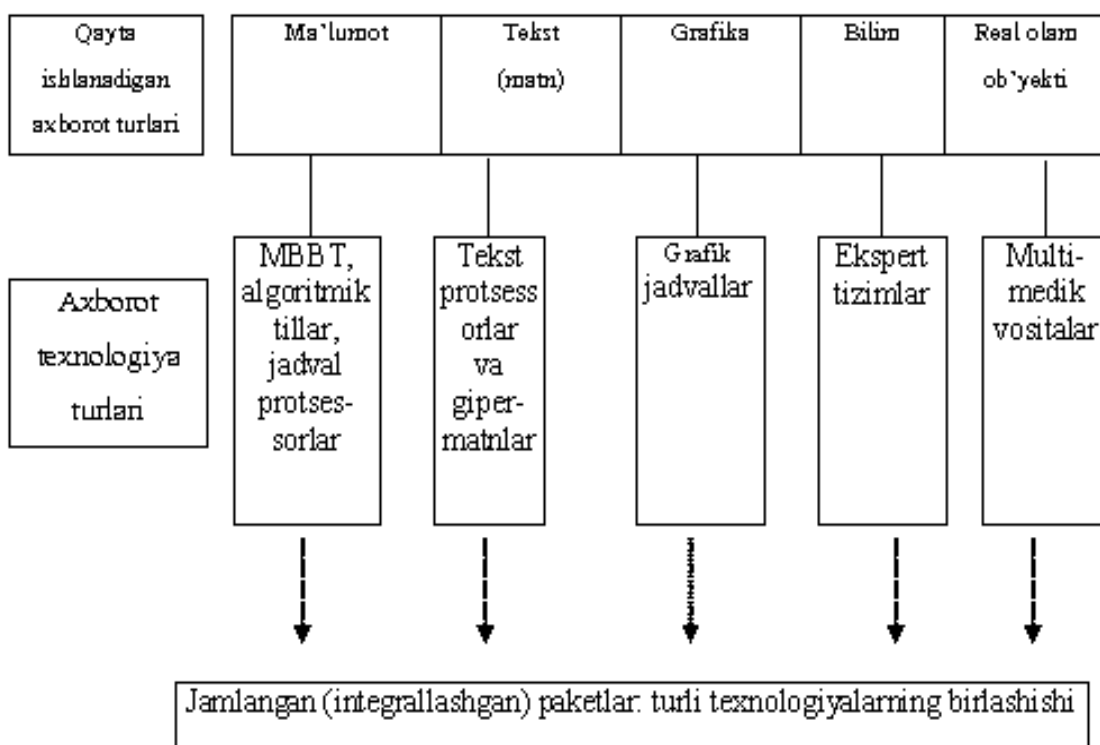 Qayta
ishlanadigan
axborot turlari
Ma`lumot
Tekst
(matn)
Grafika
Bilim
Real olam
ob`yekti
Axborot
texnologiya
turlari
MBBT,
algoritmik
tillar,
jadval
protses-
sorlar
Tekst
protsess
orlar
va
giper-
matnlar
Grafik
jadvallar
Ekspert
tizimlar
Multi-
medik
vositalar
Jamlangan (integrallashgan) paketlar: turli texnologiyalarning birlashishi